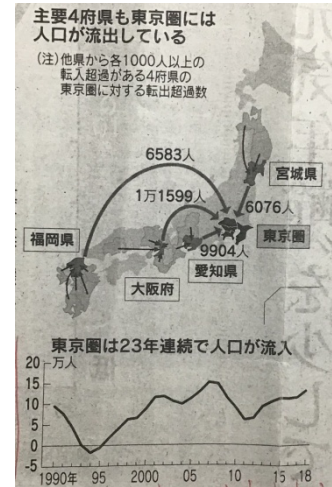 主要4府県も東京圏には
人口が流出している
(注)他県から各1000人以上の
転入超過がある4府県の
東京圏に対する転出超過数
6583人
宮城県
1万1599人
6076人
福岡県
東京圏
9904人
愛知県
大阪府
東京圏は23年連続で人口が流入
20
万人
15
10
5
0
-5
1990年
95
2000
05
10
15
18